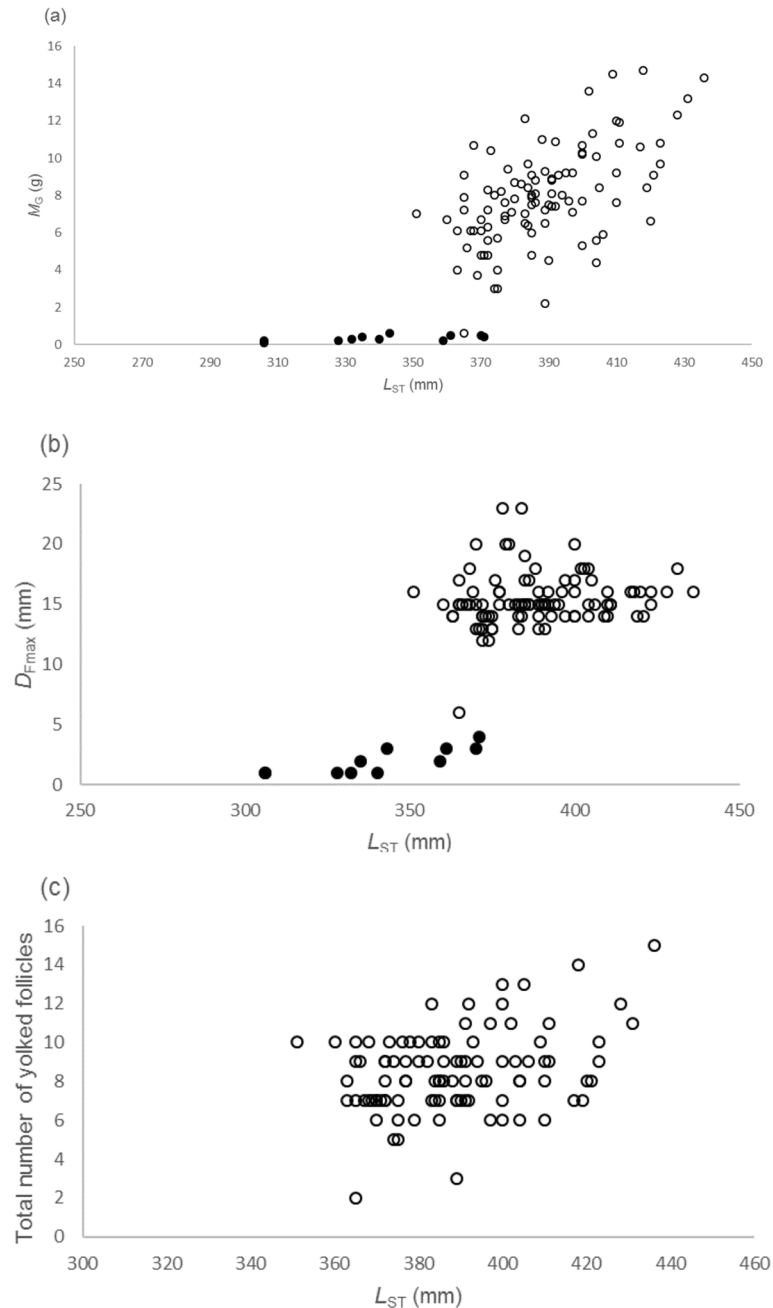 (a)
16
14
12
10
8
6
4
2
0
M_G (g)
250 270 290 310 330 350 370 390 410 430 450
L_ST (mm)
(b)
25
20
15
10
5
0
D_Fmax (mm)
250 300 350 400 450
L_ST (mm)
(c)
16
14
12
10
8
6
4
2
0
Total number of yolked follicles
300 320 340 360 380 400 420 440 460
L_ST (mm)